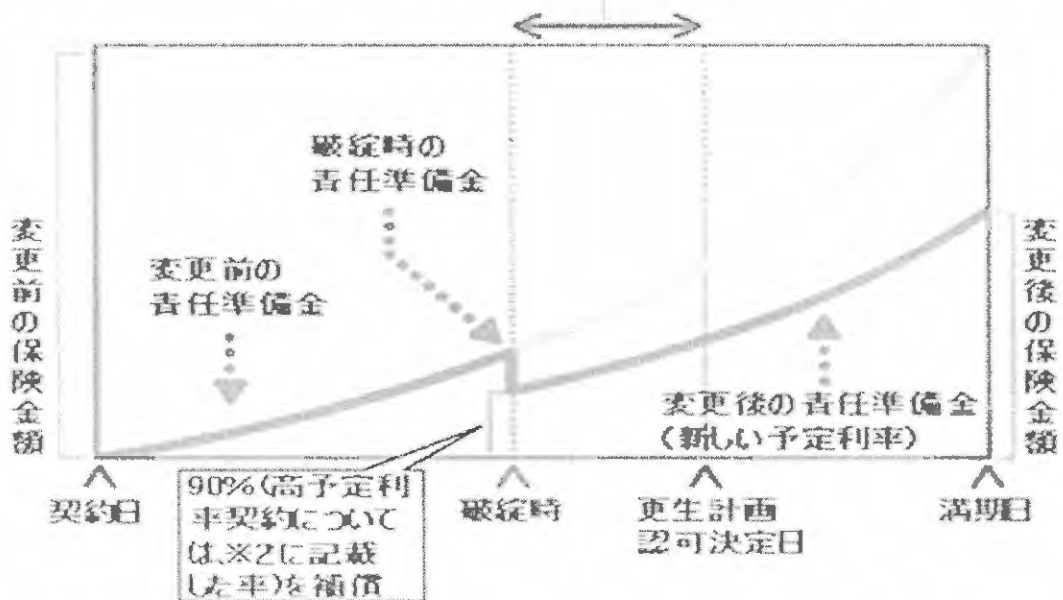 破綻時の
責任準備金
変更前の
責任準備金
変更前の保険金額
変更後の保険金額
変更後の責任準備金
(新しい予定利率)
契約日
90%(高予定利
率契約について
は、※2に記載
した率)を補償
破綻時
更生計画
認可決定日
満期日